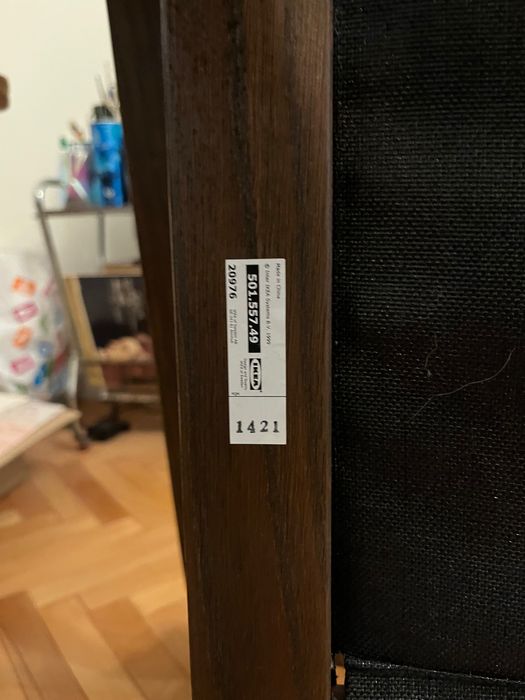 Made in China
© Inter IKEA Systems B.V. 1999
501.557.49
IKEA
20976
1421